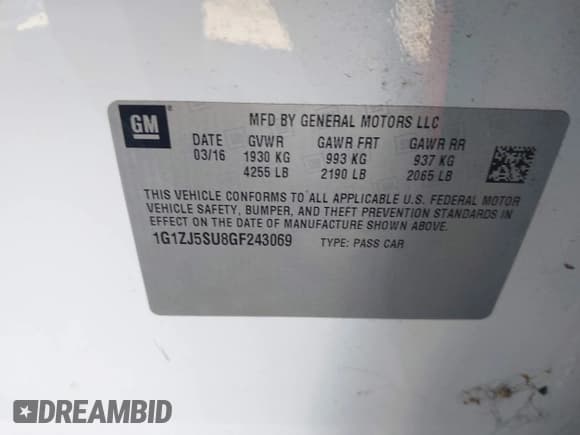 GM ®
MFD BY GENERAL MOTORS LLC
DATE GVWR GAWR FRT GAWR RR
03/16 1930 KG 993 KG 937 KG
4255 LB 2190 LB 2065 LB
THIS VEHICLE CONFORMS TO ALL APPLICABLE U.S. FEDERAL MOTOR
VEHICLE SAFETY, BUMPER, AND THEFT PREVENTION STANDARDS IN
EFFECT ON THE DATE OF MANUFACTURE SHOWN ABOVE.
1G1ZJ5SU8GF243069 TYPE: PASS CAR
DREAMBID